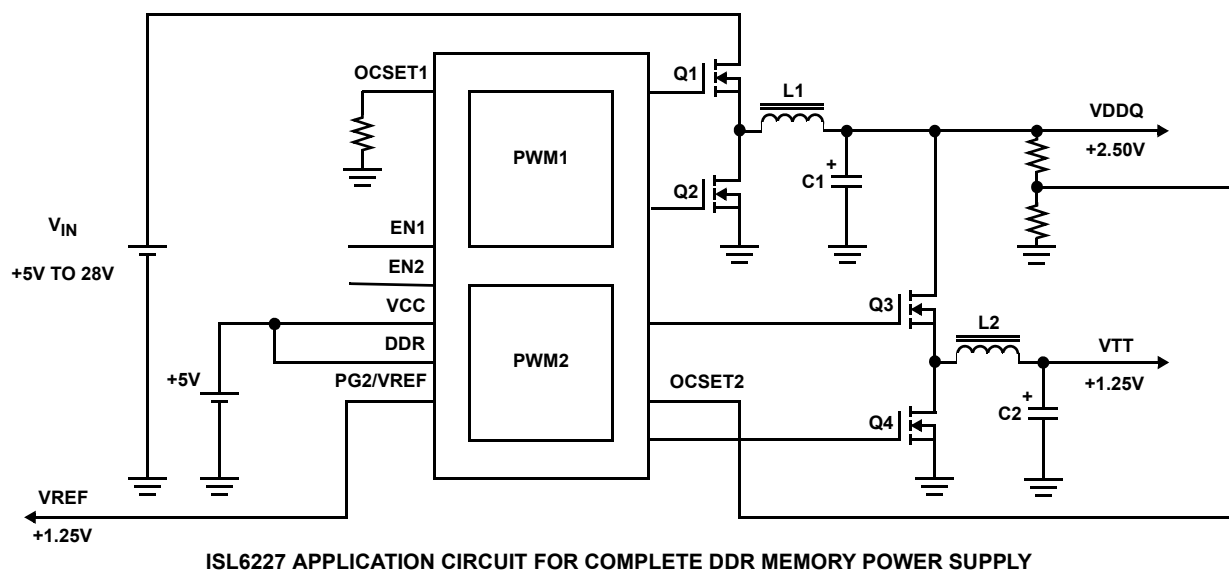 OCSET1
Q1
L1
VDDQ
+2.50V
PWM1
+
C1
Q2
VIN
+5V TO 28V
EN1
EN2
VCC
DDR
PG2/VREF
+5V
PWM2
OCSET2
Q3
L2
VTT
+1.25V
+
C2
Q4
VREF
+1.25V
ISL6227 APPLICATION CIRCUIT FOR COMPLETE DDR MEMORY POWER SUPPLY